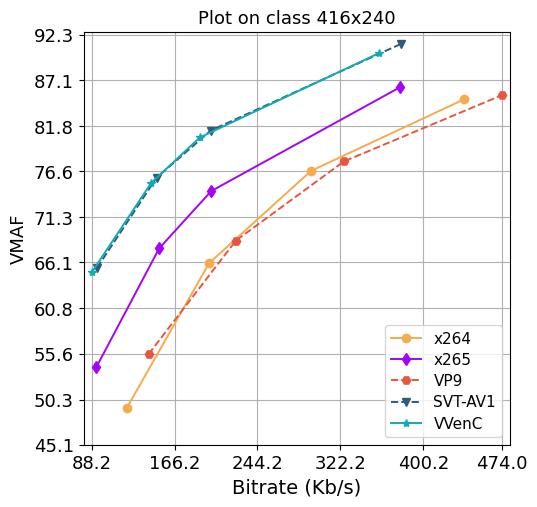 Plot on class 416x240
92.3
87.1
81.8
76.6
71.3
66.1
60.8
55.6
50.3
45.1
VMAF
x264
x265
VP9
SVT-AV1
VVenC
88.2 166.2 244.2 322.2 400.2 474.0
Bitrate (Kb/s)